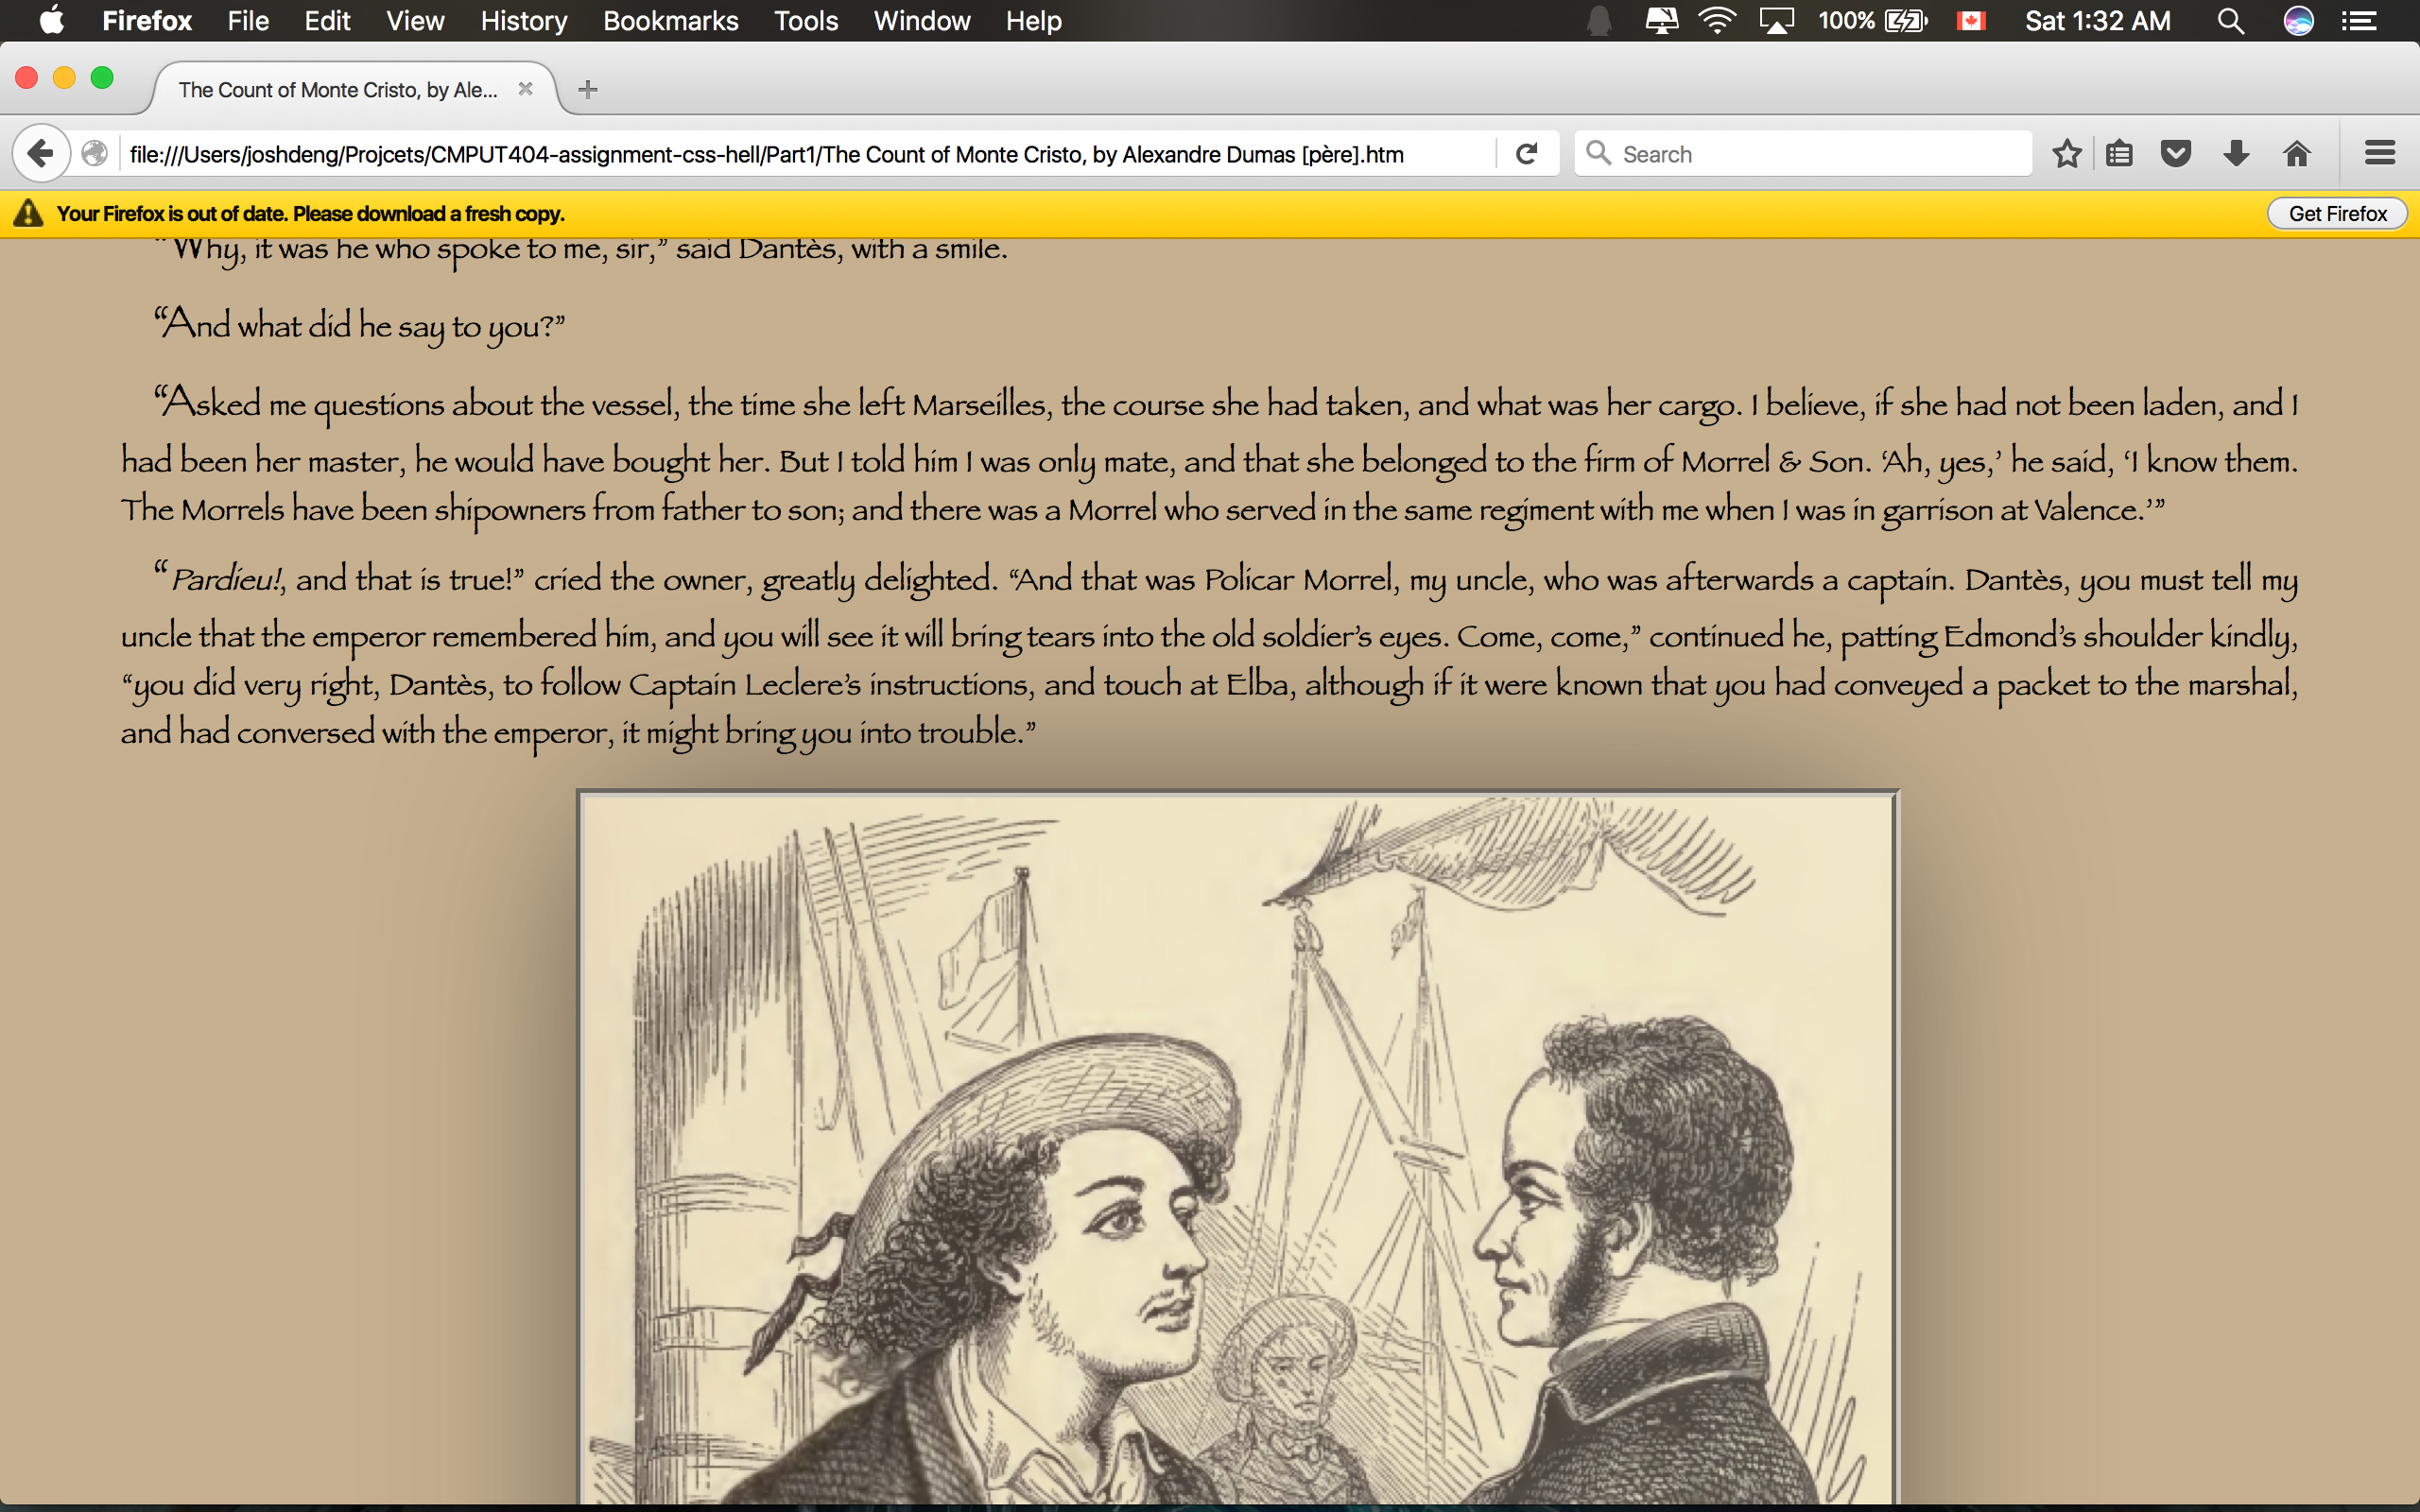 Firefox File Edit View History Bookmarks Tools Window Help 100% Sat 1:32 AM
The Count of Monte Cristo, by Ale...
file:///Users/joshdeng/Projcets/CMPUT404-assignment-css-hell/Part1/The Count of Monte Cristo, by Alexandre Dumas [père].htm Search
Your Firefox is out of date. Please download a fresh copy. Get Firefox
“Why, it was he who spoke to me, sir,” said Dantès, with a smile.
“And what did he say to you?”
“Asked me questions about the vessel, the time she left Marseilles, the course she had taken, and what was her cargo. I believe, if she had not been laden, and I
had been her master, he would have bought her. But I told him I was only mate, and that she belonged to the firm of Morrel & Son. ‘Ah, yes,’ he said, ‘I know them.
The Morrels have been shipowners from father to son; and there was a Morrel who served in the same regiment with me when I was in garrison at Valence.’”
“Pardieu!, and that is true!” cried the owner, greatly delighted. “And that was Policar Morrel, my uncle, who was afterwards a captain. Dantès, you must tell my
uncle that the emperor remembered him, and you will see it will bring tears into the old soldier’s eyes. Come, come,” continued he, patting Edmond’s shoulder kindly,
“you did very right, Dantès, to follow Captain Leclere’s instructions, and touch at Elba, although if it were known that you had conveyed a packet to the marshal,
and had conversed with the emperor, it might bring you into trouble.”